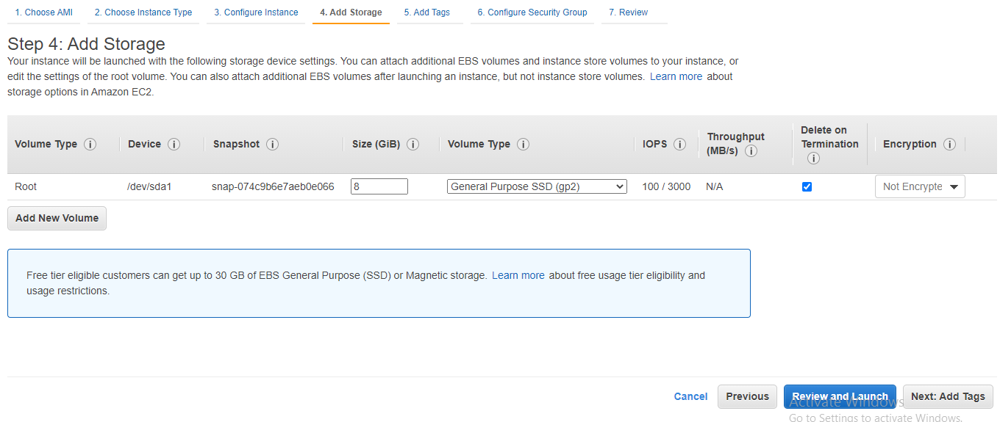 1. Choose AMI 2. Choose Instance Type 3. Configure Instance 4. Add Storage 5. Add Tags 6. Configure Security Group 7. Review
Step 4: Add Storage
Your instance will be launched with the following storage device settings. You can attach additional EBS volumes and instance store volumes to your instance, or
edit the settings of the root volume. You can also attach additional EBS volumes after launching an instance, but not instance store volumes. Learn more about
storage options in Amazon EC2.
Volume Type i Device i Snapshot i Size (GiB) i Volume Type i IOPS i Throughput (MB/s) i Delete on Termination i Encryption i
Root /dev/sda1 snap-074c9b6e7aeb0e066 8 General Purpose SSD (gp2) 100 / 3000 N/A Not Encrypte
Add New Volume
Free tier eligible customers can get up to 30 GB of EBS General Purpose (SSD) or Magnetic storage. Learn more about free usage tier eligibility and
usage restrictions.
Cancel Previous Review and Launch Next: Add Tags
Activate Windows
Go to Settings to activate Windows.